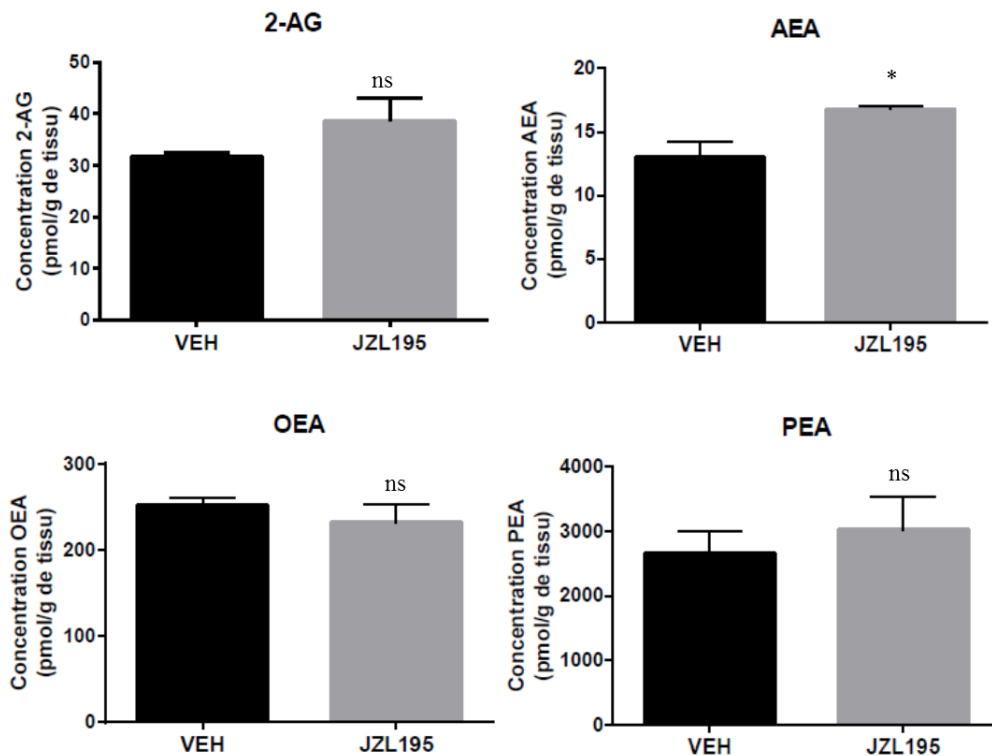 2-AG
Concentration 2-AG
(pmol/g de tissu)
50
40
30
20
10
0
ns
VEH
JZL195
AEA
Concentration AEA
(pmol/g de tissu)
20
15
10
5
0
*
VEH
JZL195
OEA
Concentration OEA
(pmol/g de tissu)
300
200
100
0
ns
VEH
JZL195
PEA
Concentration PEA
(pmol/g de tissu)
4000
3000
2000
1000
0
ns
VEH
JZL195